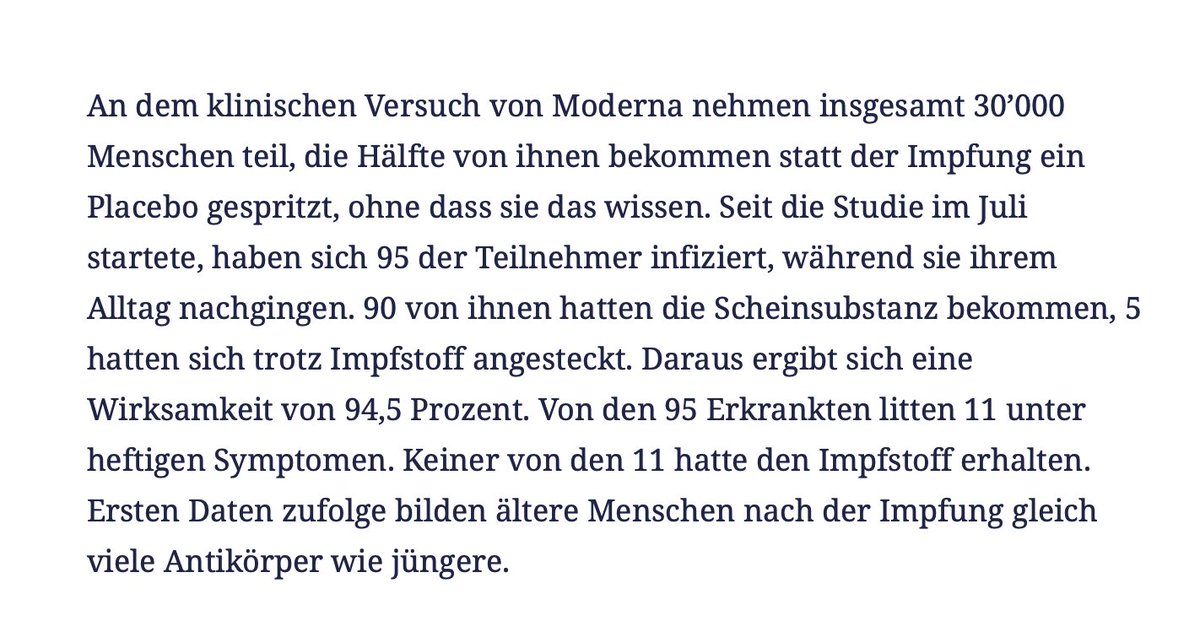 An dem klinischen Versuch von Moderna nehmen insgesamt 30’000
Menschen teil, die Hälfte von ihnen bekommen statt der Impfung ein
Placebo gespritzt, ohne dass sie das wissen. Seit die Studie im Juli
startete, haben sich 95 der Teilnehmer infiziert, während sie ihrem
Alltag nachgingen. 90 von ihnen hatten die Scheinsubstanz bekommen, 5
hatten sich trotz Impfstoff angesteckt. Daraus ergibt sich eine
Wirksamkeit von 94,5 Prozent. Von den 95 Erkrankten litten 11 unter
heftigen Symptomen. Keiner von den 11 hatte den Impfstoff erhalten.
Ersten Daten zufolge bilden ältere Menschen nach der Impfung gleich
viele Antikörper wie jüngere.